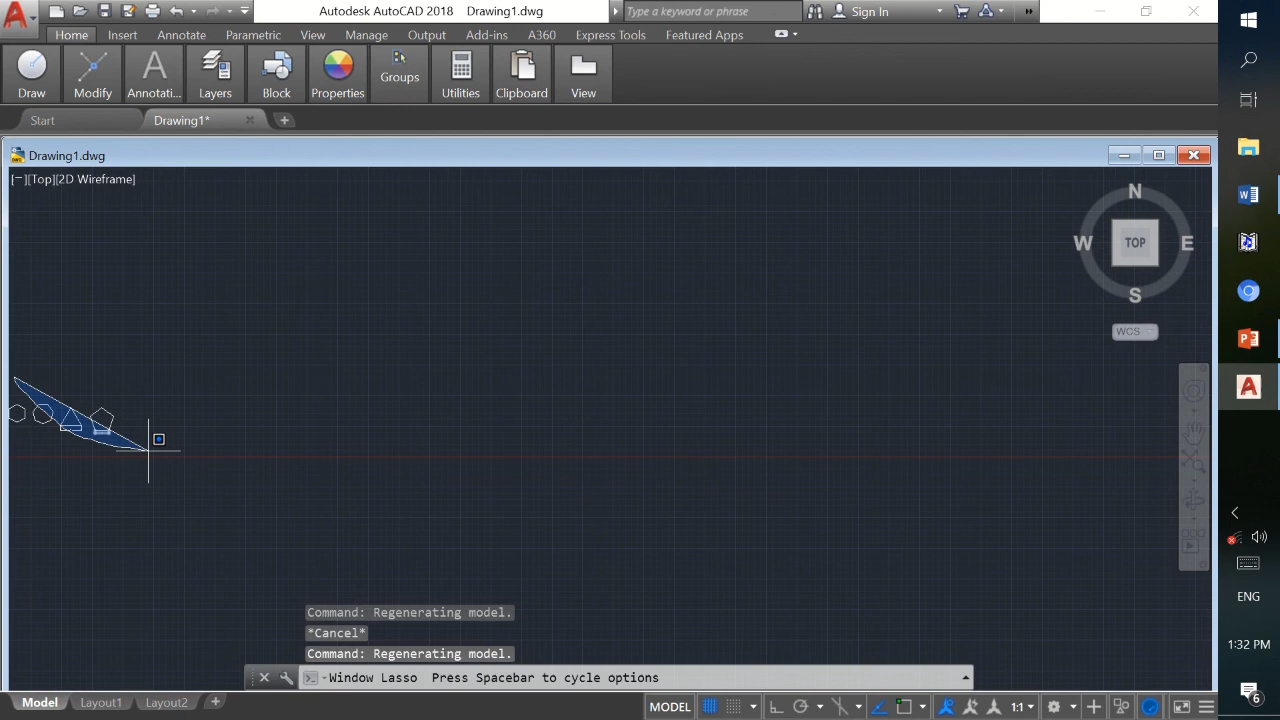 Autodesk AutoCAD 2018 Drawing1.dwg
Type a keyword or phrase
Sign In
Home Insert Annotate Parametric View Manage Output Add-ins A360 Express Tools Featured Apps
Draw Modify Annotati... Layers Block Properties Groups Utilities Clipboard View
Start Drawing1*
Drawing1.dwg
[−][Top][2D Wireframe]
N
W TOP E
S
WCS
Command: Regenerating model.
*Cancel*
Command: Regenerating model.
Window Lasso Press Spacebar to cycle options
Model Layout1 Layout2
MODEL 1:1
ENG
1:32 PM
6